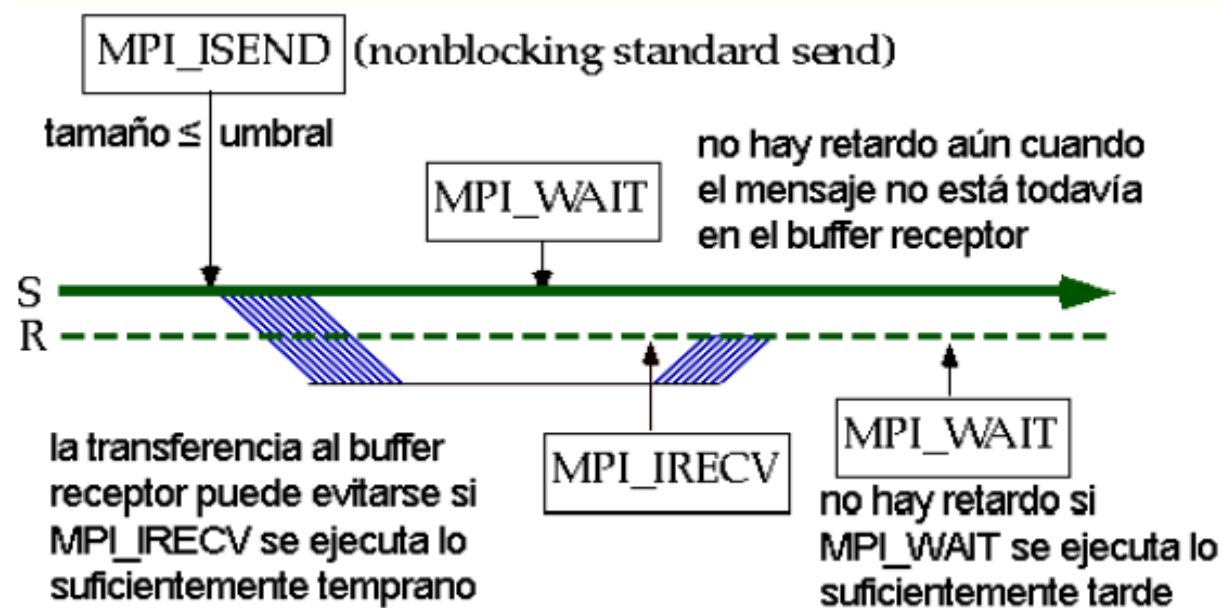 MPI_ISEND (nonblocking standard send)
tamaño ≤ umbral
MPI_WAIT
no hay retardo aún cuando
el mensaje no está todavía
en el buffer receptor
S
R
la transferencia al buffer
receptor puede evitarse si
MPI_IRECV se ejecuta lo
suficientemente temprano
MPI_IRECV
MPI_WAIT
no hay retardo si
MPI_WAIT se ejecuta lo
suficientemente tarde